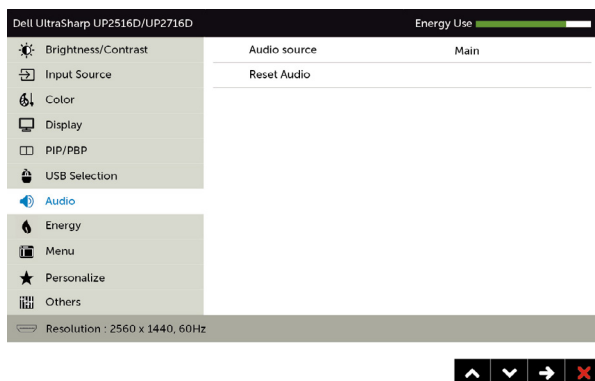 Dell UltraSharp UP2516D/UP2716D Energy Use
Brightness/Contrast Audio source Main
Input Source Reset Audio
Color
Display
PIP/PBP
USB Selection
Audio
Energy
Menu
Personalize
Others
Resolution : 2560 x 1440, 60Hz